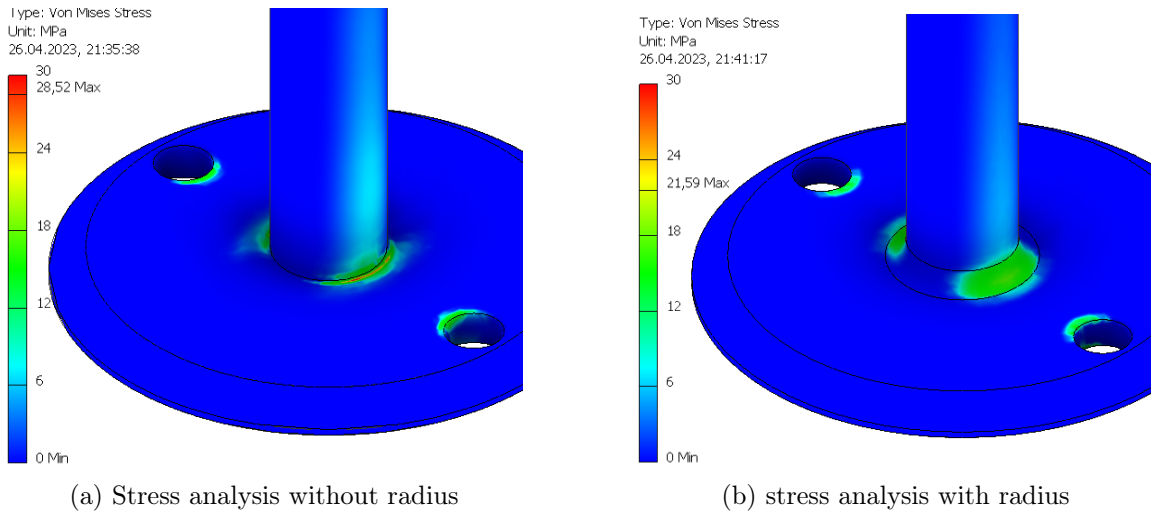 Type: Von Mises Stress
Unit: MPa
26.04.2023, 21:35:38
30
28,52 Max
24
18
12
6
0 Min
(a) Stress analysis without radius
Type: Von Mises Stress
Unit: MPa
26.04.2023, 21:41:17
30
24
21,59 Max
18
12
6
0 Min
(b) stress analysis with radius